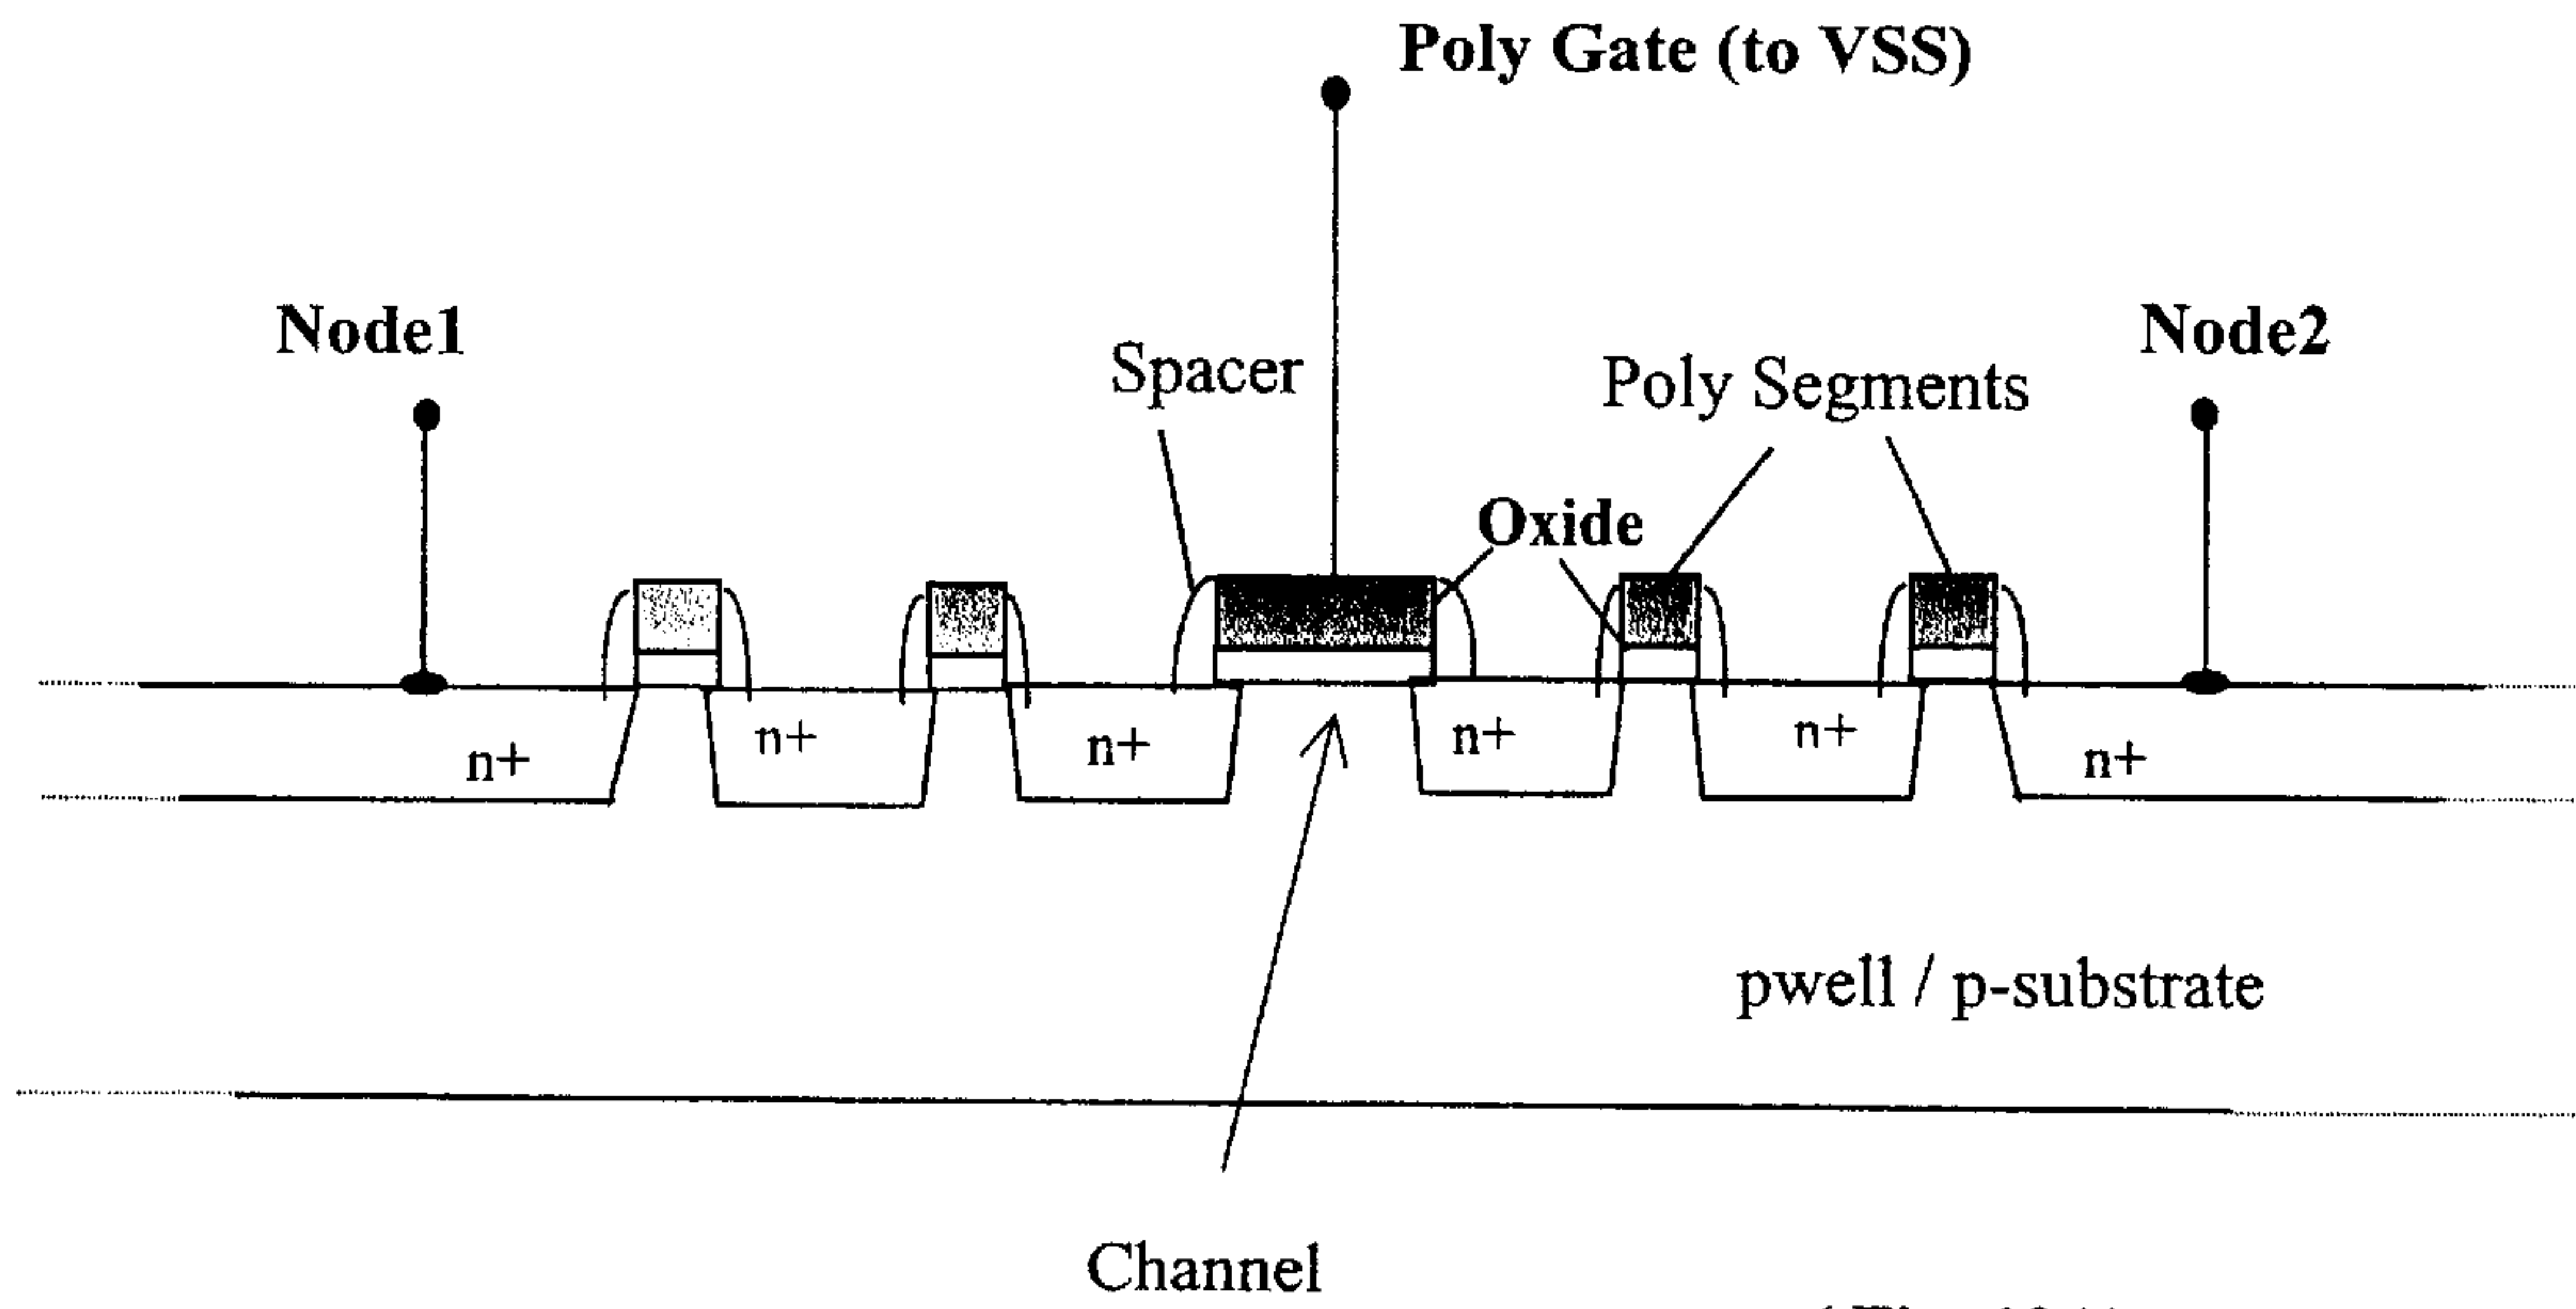 Poly Gate (to VSS)
Node1
Node2
Spacer
Poly Segments
Oxide
n+
n+
n+
n+
n+
n+
pwell / p-substrate
Channel